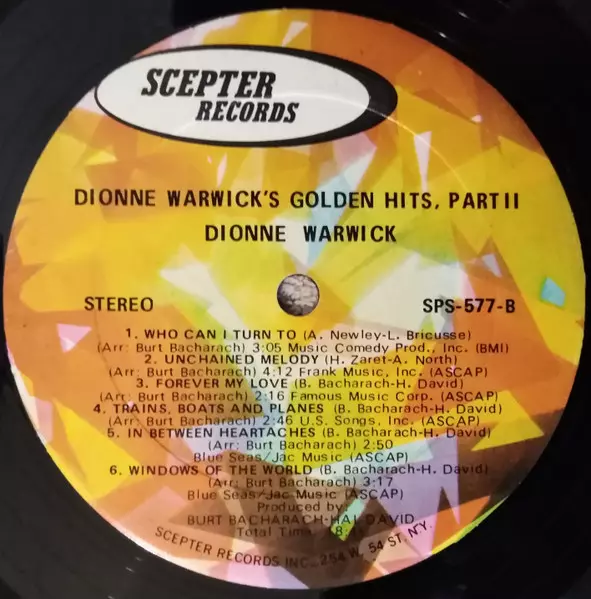 SCEPTER
RECORDS
DIONNE WARWICK'S GOLDEN HITS, PART II
DIONNE WARWICK
STEREO SPS-577-B
1. WHO CAN I TURN TO (A. Newley-L. Bricusse)
(Arr: Burt Bacharach) 3:05 Music Comedy Prod., Inc. (BMI)
2. UNCHAINED MELODY (H. Zaret-A. North)
(Arr: Burt Bacharach) 4:12 Frank Music, Inc. (ASCAP)
3. FOREVER MY LOVE (B. Bacharach-H. David)
(Arr: Burt Bacharach) 2:16 Famous Music Corp. (ASCAP)
4. TRAINS, BOATS AND PLANES (B. Bacharach-H. David)
(Arr: Burt Bacharach) 2:46 U.S. Songs, Inc. (ASCAP)
5. IN BETWEEN HEARTACHES (B. Bacharach-H. David)
(Arr: Burt Bacharach) 2:50
Blue Seas/Jac Music (ASCAP)
6. WINDOWS OF THE WORLD (B. Bacharach-H. David)
(Arr: Burt Bacharach) 3:17
Blue Seas/Jac Music (ASCAP)
Produced by:
BURT BACHARACH-HAL DAVID
Total Time:
SCEPTER RECORDS INC., 254 W. 54 ST. N.Y.